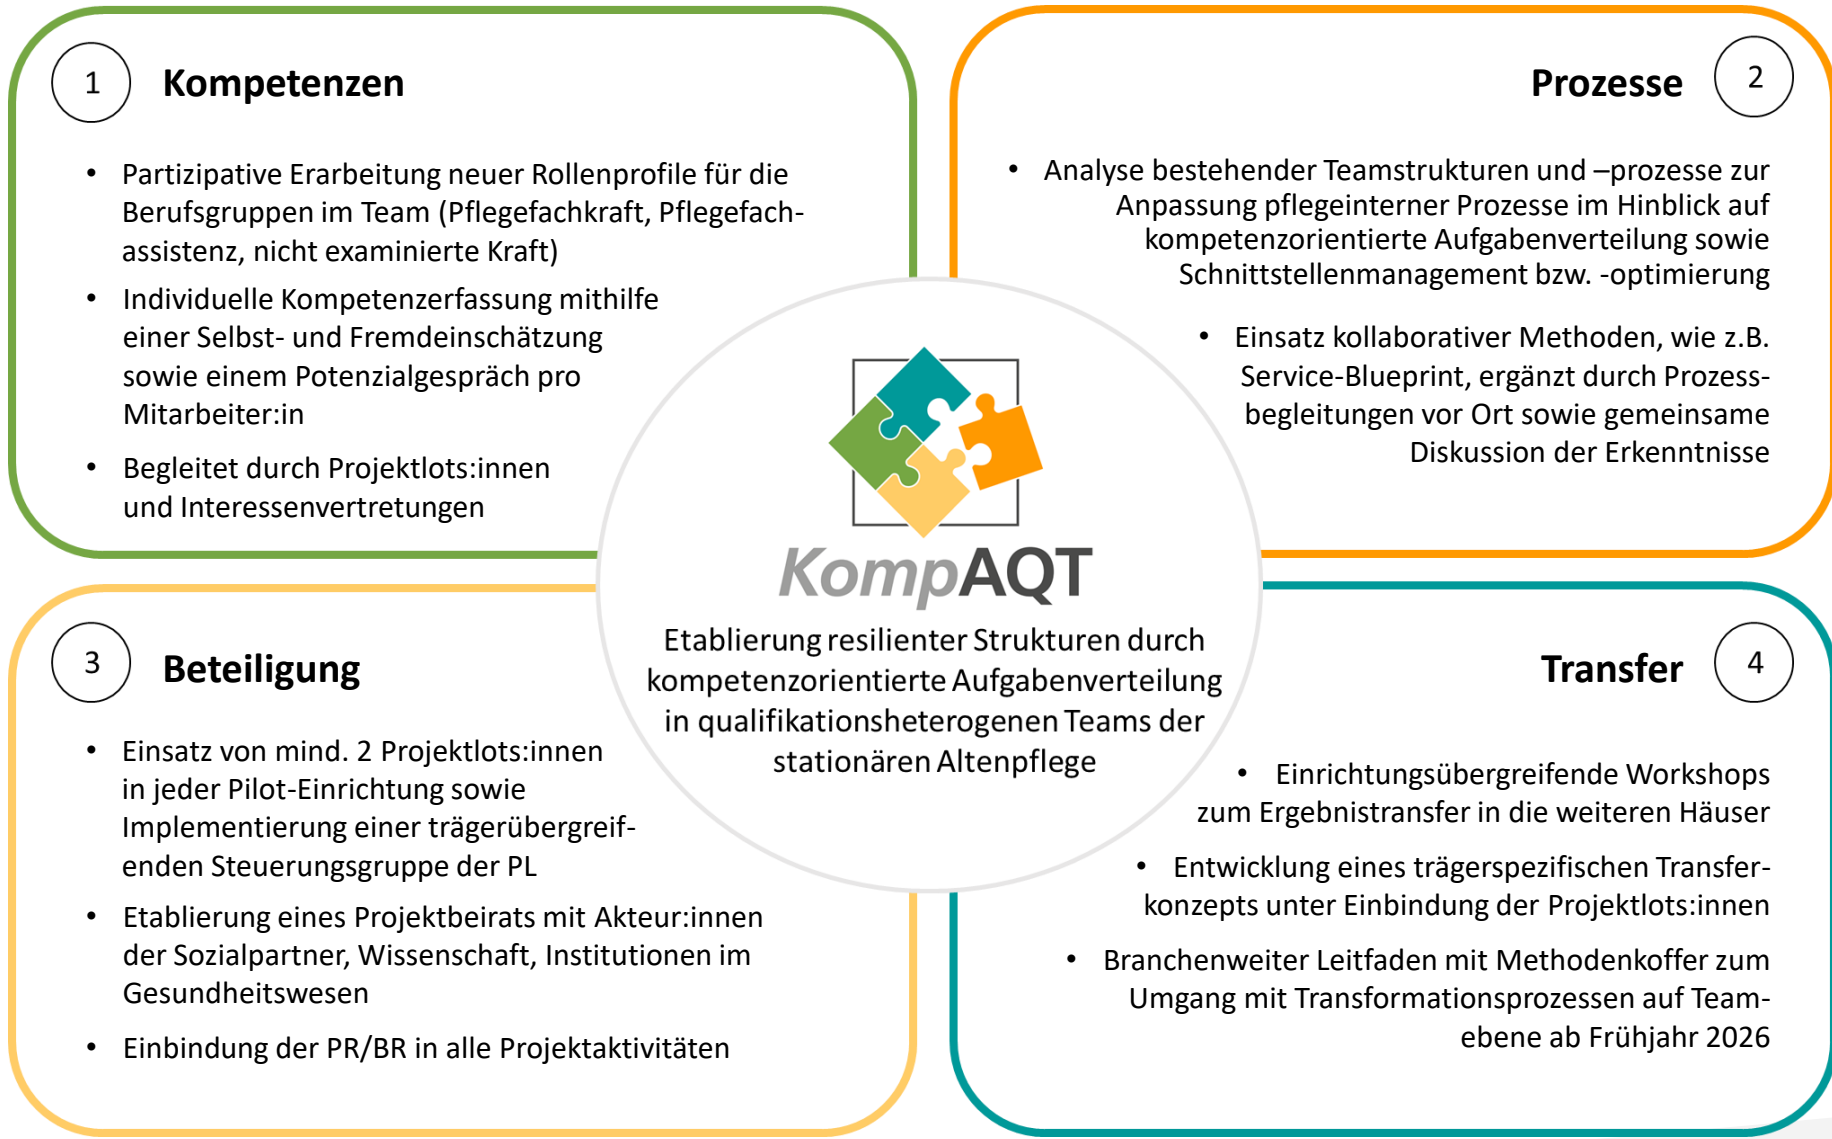 1
Kompetenzen
• Partizipative Erarbeitung neuer Rollenprofile für die
Berufsgruppen im Team (Pflegefachkraft, Pflegefach-
assistenz, nicht examinierte Kraft)
• Individuelle Kompetenzerfassung mithilfe
einer Selbst- und Fremdeinschätzung
sowie einem Potenzialgespräch pro
Mitarbeiter:in
• Begleitet durch Projektlots:innen
und Interessenvertretungen
Prozesse
2
• Analyse bestehender Teamstrukturen und –prozesse zur
Anpassung pflegeinterner Prozesse im Hinblick auf
kompetenzorientierte Aufgabenverteilung sowie
Schnittstellenmanagement bzw. -optimierung
• Einsatz kollaborativer Methoden, wie z.B.
Service-Blueprint, ergänzt durch Prozess-
begleitungen vor Ort sowie gemeinsame
Diskussion der Erkenntnisse
KompAQT
Etablierung resilienter Strukturen durch
kompetenzorientierte Aufgabenverteilung
in qualifikationsheterogenen Teams der
stationären Altenpflege
3
Beteiligung
• Einsatz von mind. 2 Projektlots:innen
in jeder Pilot-Einrichtung sowie
Implementierung einer trägerübergreif-
enden Steuerungsgruppe der PL
• Etablierung eines Projektbeirats mit Akteur:innen
der Sozialpartner, Wissenschaft, Institutionen im
Gesundheitswesen
• Einbindung der PR/BR in alle Projektaktivitäten
Transfer
4
• Einrichtungsübergreifende Workshops
zum Ergebnistransfer in die weiteren Häuser
• Entwicklung eines trägerspezifischen Transfer-
konzepts unter Einbindung der Projektlots:innen
• Branchenweiter Leitfaden mit Methodenkoffer zum
Umgang mit Transformationsprozessen auf Team-
ebene ab Frühjahr 2026